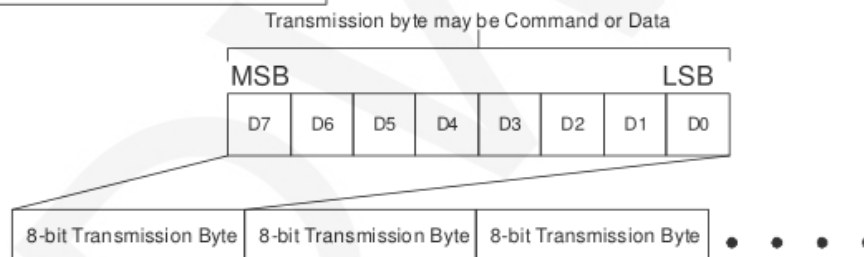 Transmission byte may be Command or Data
MSB LSB
D7 D6 D5 D4 D3 D2 D1 D0
8-bit Transmission Byte 8-bit Transmission Byte 8-bit Transmission Byte